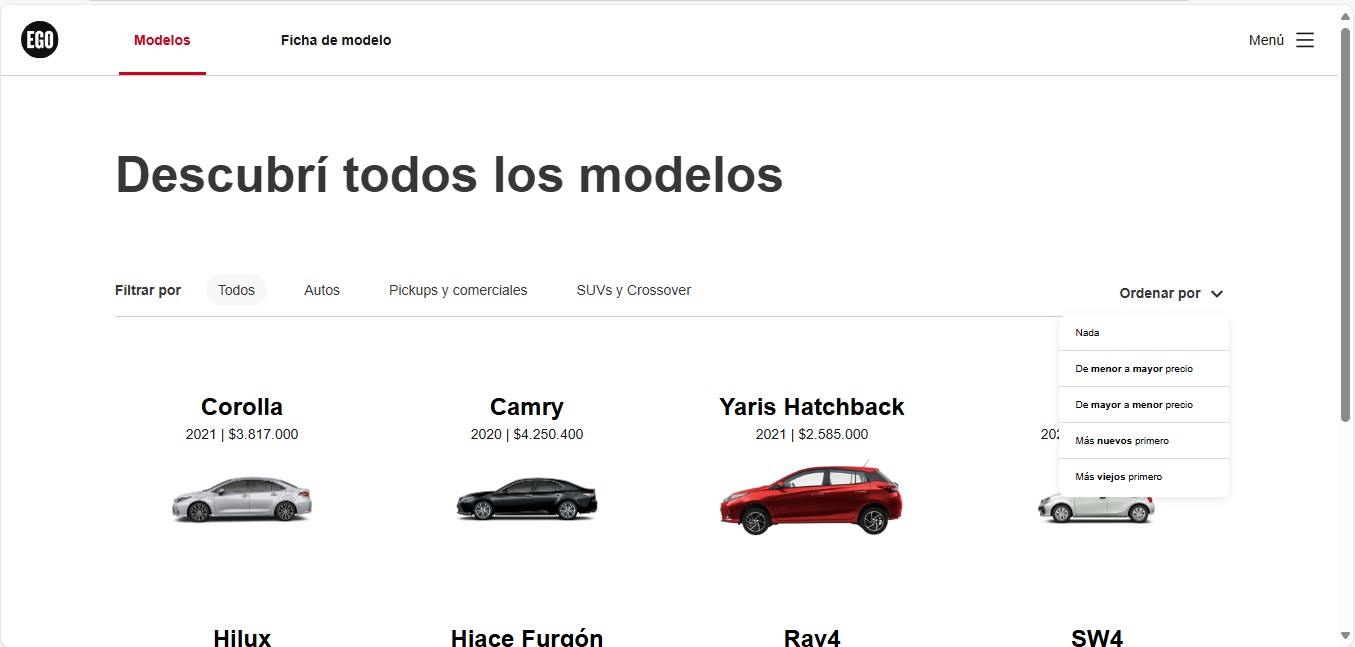 EGO
Modelos
Ficha de modelo
Menú
Descubrí todos los modelos
Filtrar por
Todos
Autos
Pickups y comerciales
SUVs y Crossover
Ordenar por
Nada
De menor a mayor precio
De mayor a menor precio
Más nuevos primero
Más viejos primero
Corolla
2021 | $3.817.000
Camry
2020 | $4.250.400
Yaris Hatchback
2021 | $2.585.000
Hilux
Hiace Furgón
Rav4
SW4